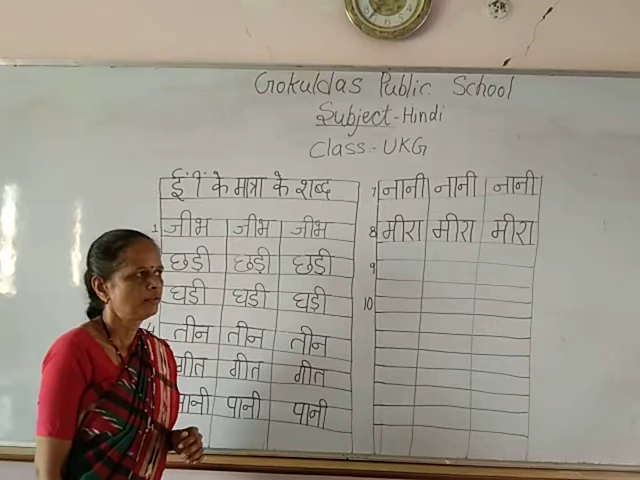 Gokuldas Public School
Subject - Hindi
Class:- UKG
ई ीं के मात्रा के शब्द
1 जीभ जीभ जीभ
छड़ी छड़ी छड़ी
घड़ी घड़ी घड़ी
4 तीन तीन तीन
गीत गीत गीत
पानी पानी पानी
7 नानी नानी नानी
8 मीरा मीरा मीरा
9
10